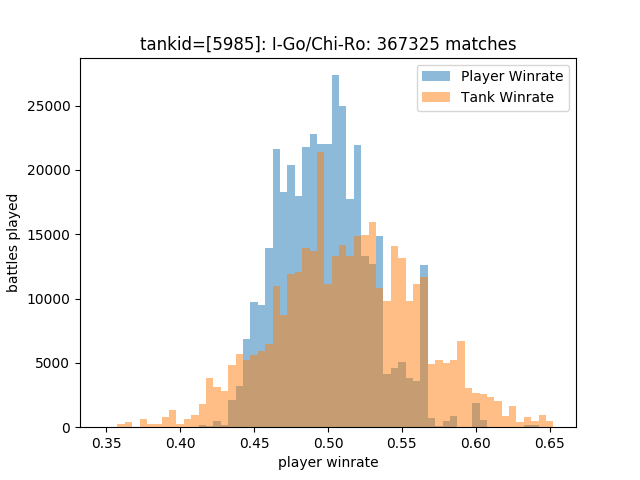 tankid=[5985]: I-Go/Chi-Ro: 367325 matches
Player Winrate
Tank Winrate
25000
20000
15000
10000
5000
0
battles played
0.35 0.40 0.45 0.50 0.55 0.60 0.65
player winrate